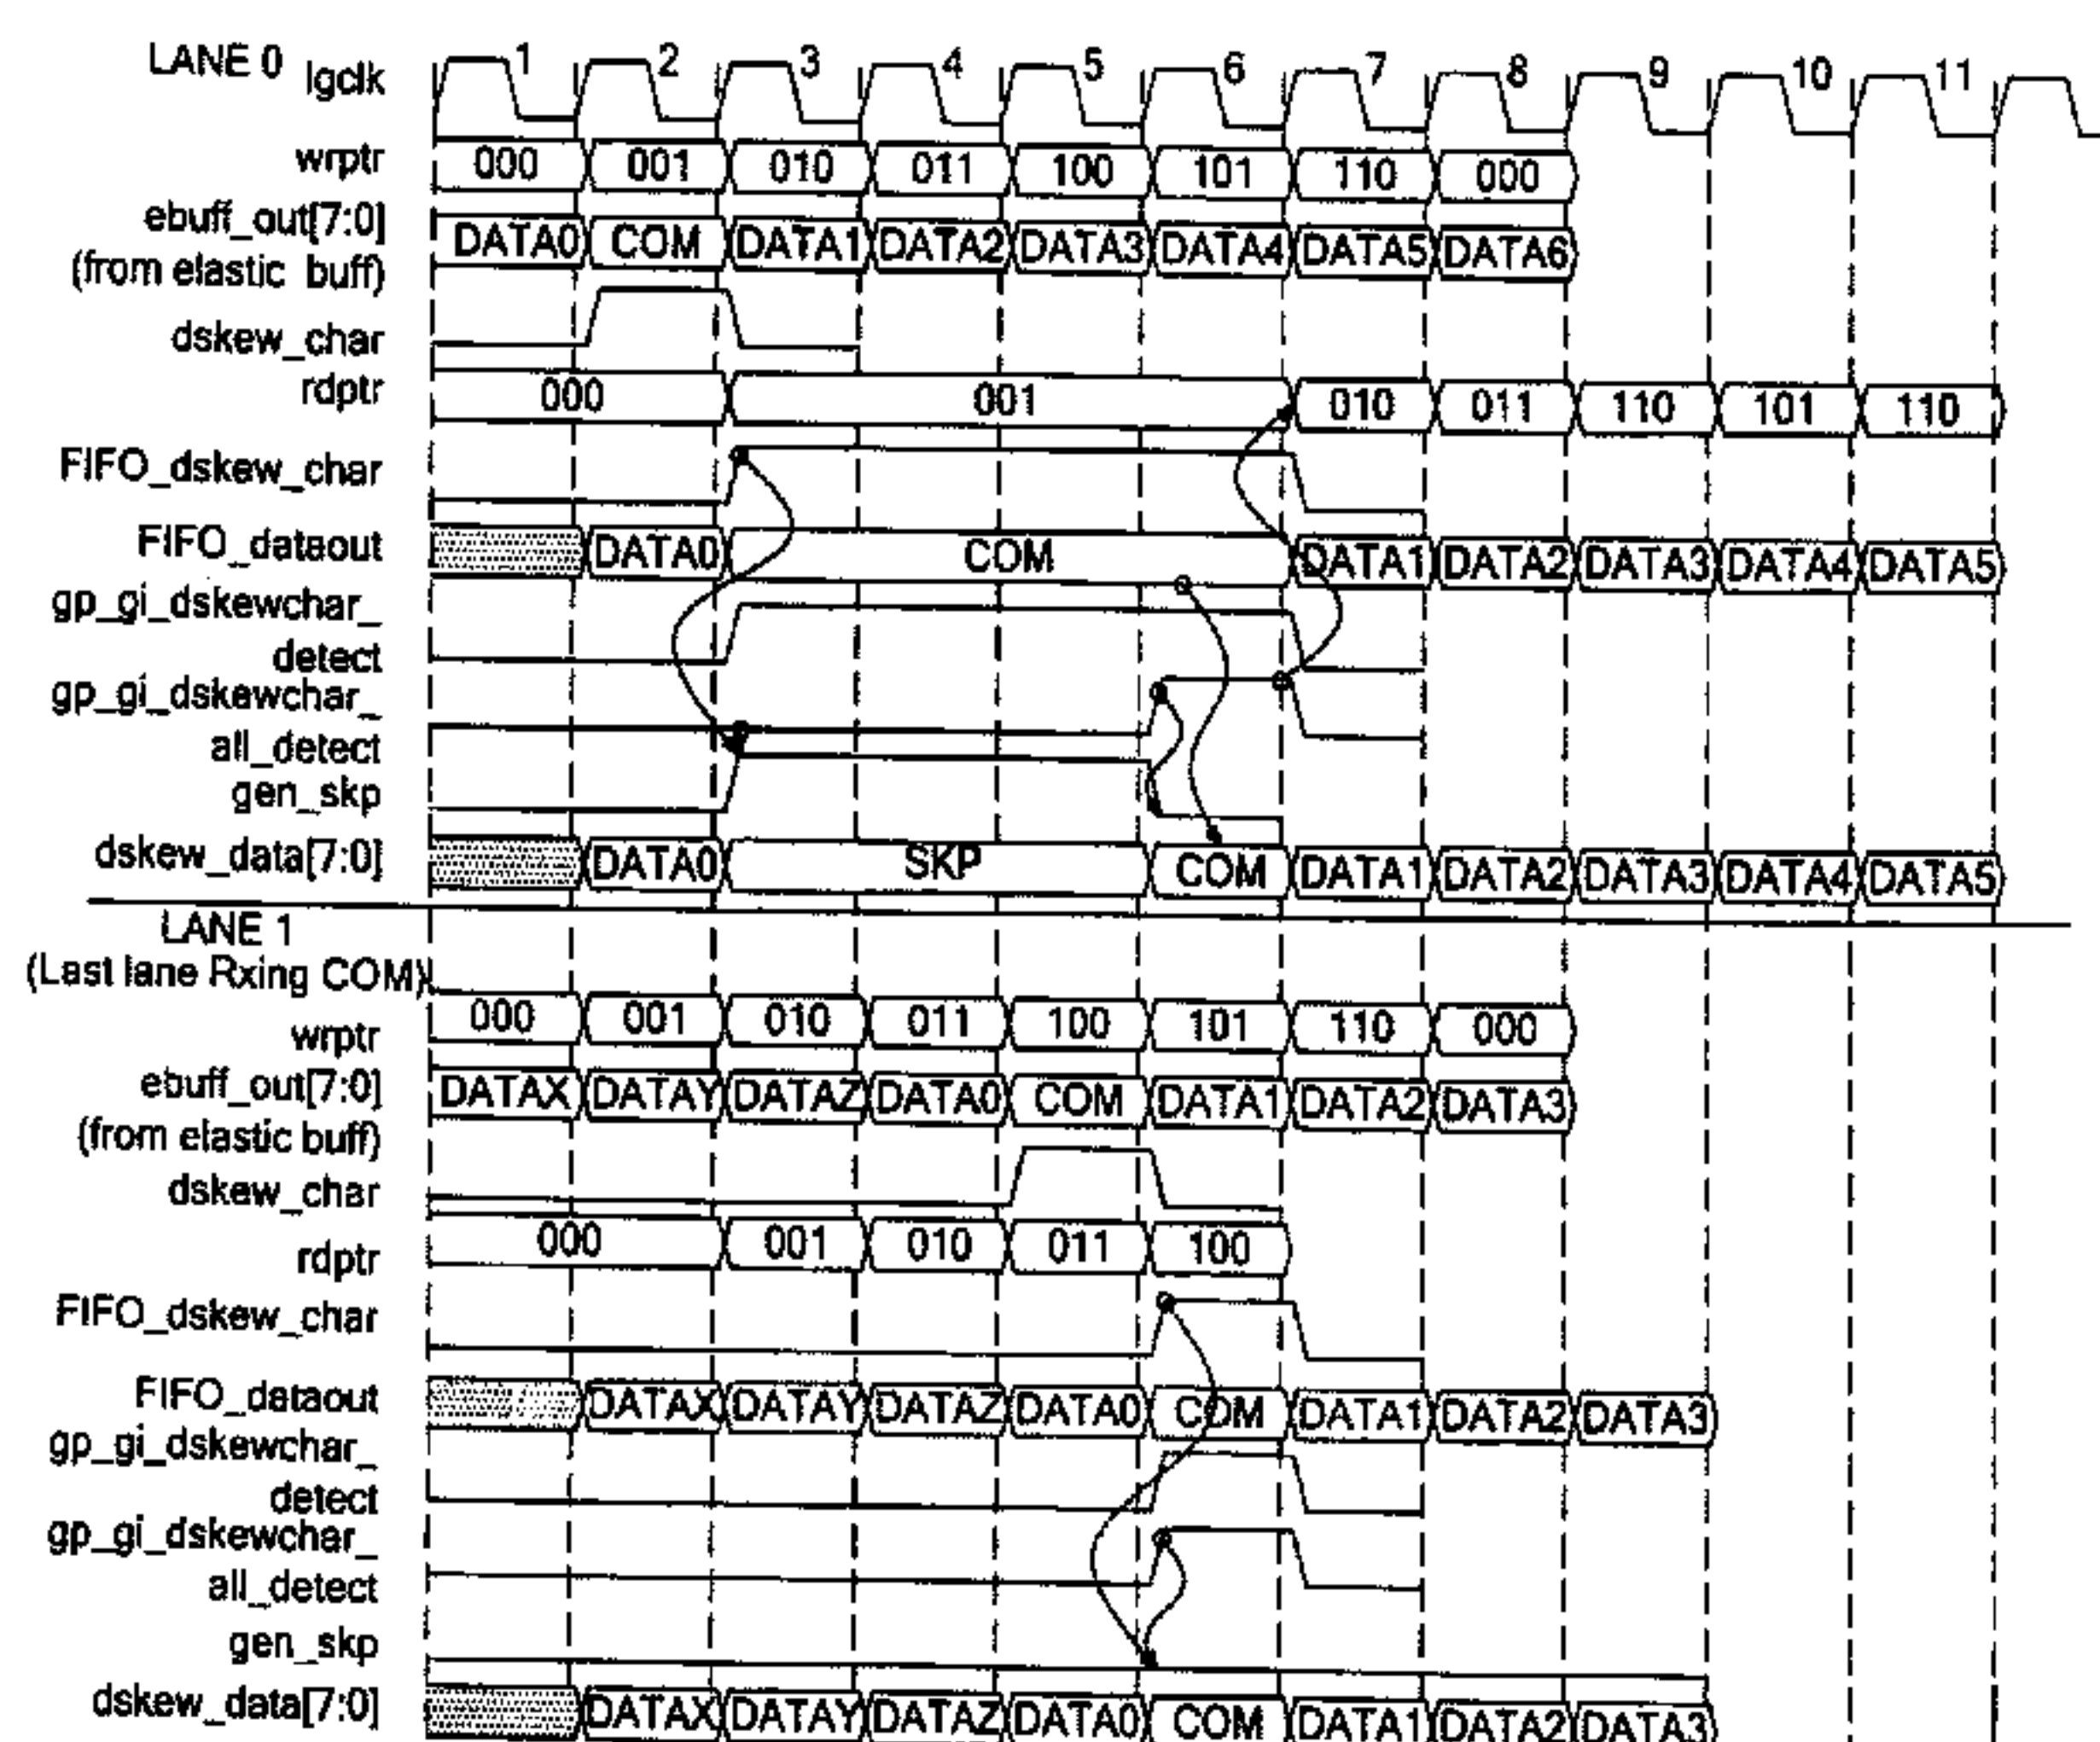 LANE 0 lgclk 1 2 3 4 5 6 7 8 9 10 11
wrptr 000 001 010 011 100 101 110 000
ebuff_out[7:0]
(from elastic buff) DATA0 COM DATA1 DATA2 DATA3 DATA4 DATA5 DATA6
dskew_char
rdptr 000 001 010 011 110 101 110
FIFO_dskew_char
FIFO_dataout DATA0 COM DATA1 DATA2 DATA3 DATA4 DATA5
gp_gi_dskewchar_
detect
gp_gi_dskewchar_
all_detect
gen_skp
dskew_data[7:0] DATA0 SKP COM DATA1 DATA2 DATA3 DATA4 DATA5
LANE 1
(Last lane Rxing COM)
wrptr 000 001 010 011 100 101 110 000
ebuff_out[7:0] DATAX DATAY DATAZ DATA0 COM DATA1 DATA2 DATA3
(from elastic buff)
dskew_char
rdptr 000 001 010 011 100
FIFO_dskew_char
FIFO_dataout DATAX DATAY DATAZ DATA0 COM DATA1 DATA2 DATA3
gp_gi_dskewchar_
detect
gp_gi_dskewchar_
all_detect
gen_skp
dskew_data[7:0] DATAX DATAY DATAZ DATA0 COM DATA1 DATA2 DATA3